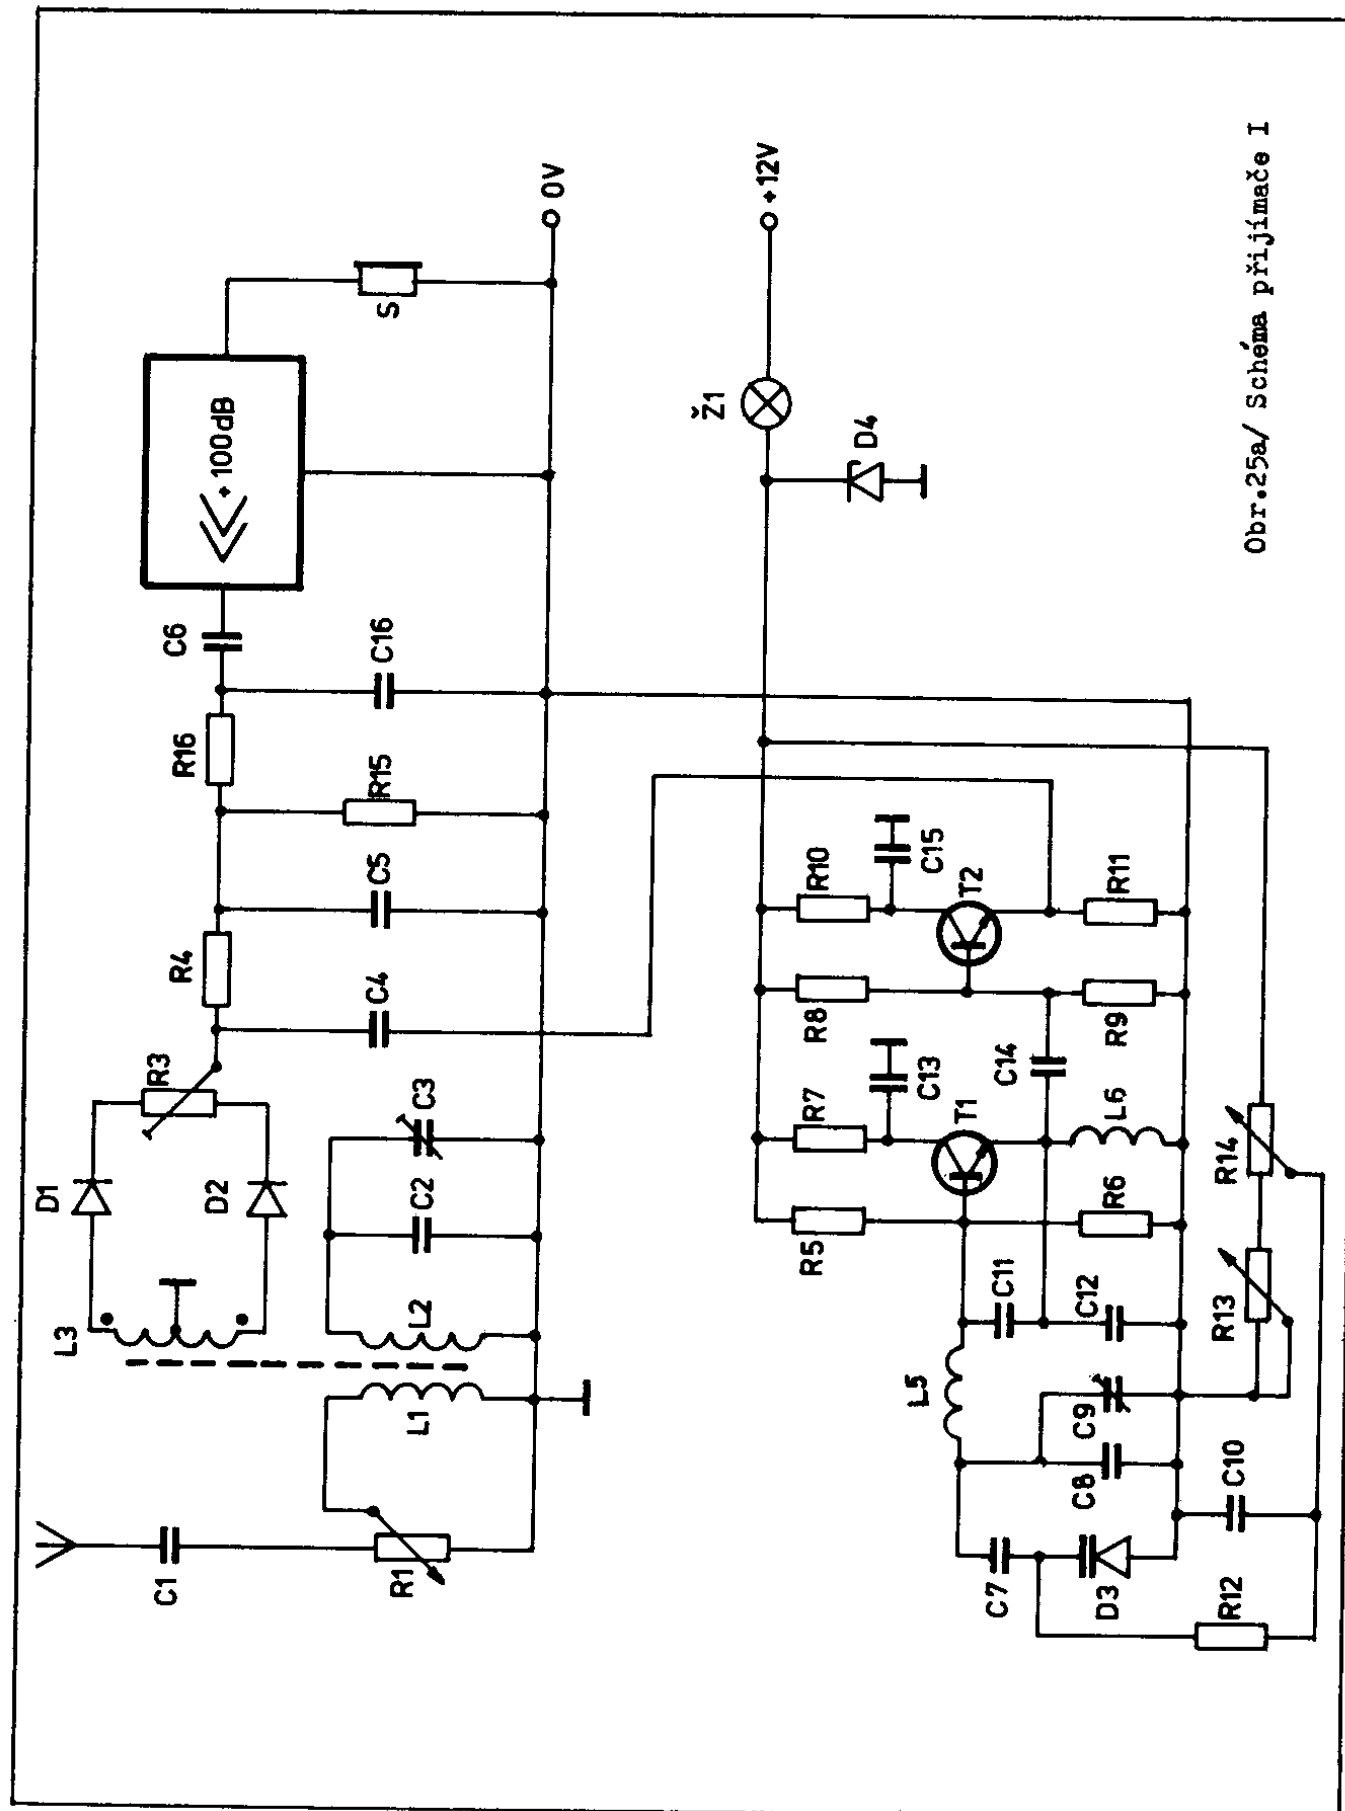 L3
D1
D2
R3
R4
R16
C6
+100dB
C1
R1
L1
L2
C2
C3
C4
C5
R15
C16
S
0V
Ž1
+12V
D4
R5
R7
R8
R10
C13
C15
T1
T2
L5
C11
C14
C7
D3
C8
C9
C12
R6
L6
R9
R11
R12
C10
R13
R14
Obr.25a/ Schéma přijímače I